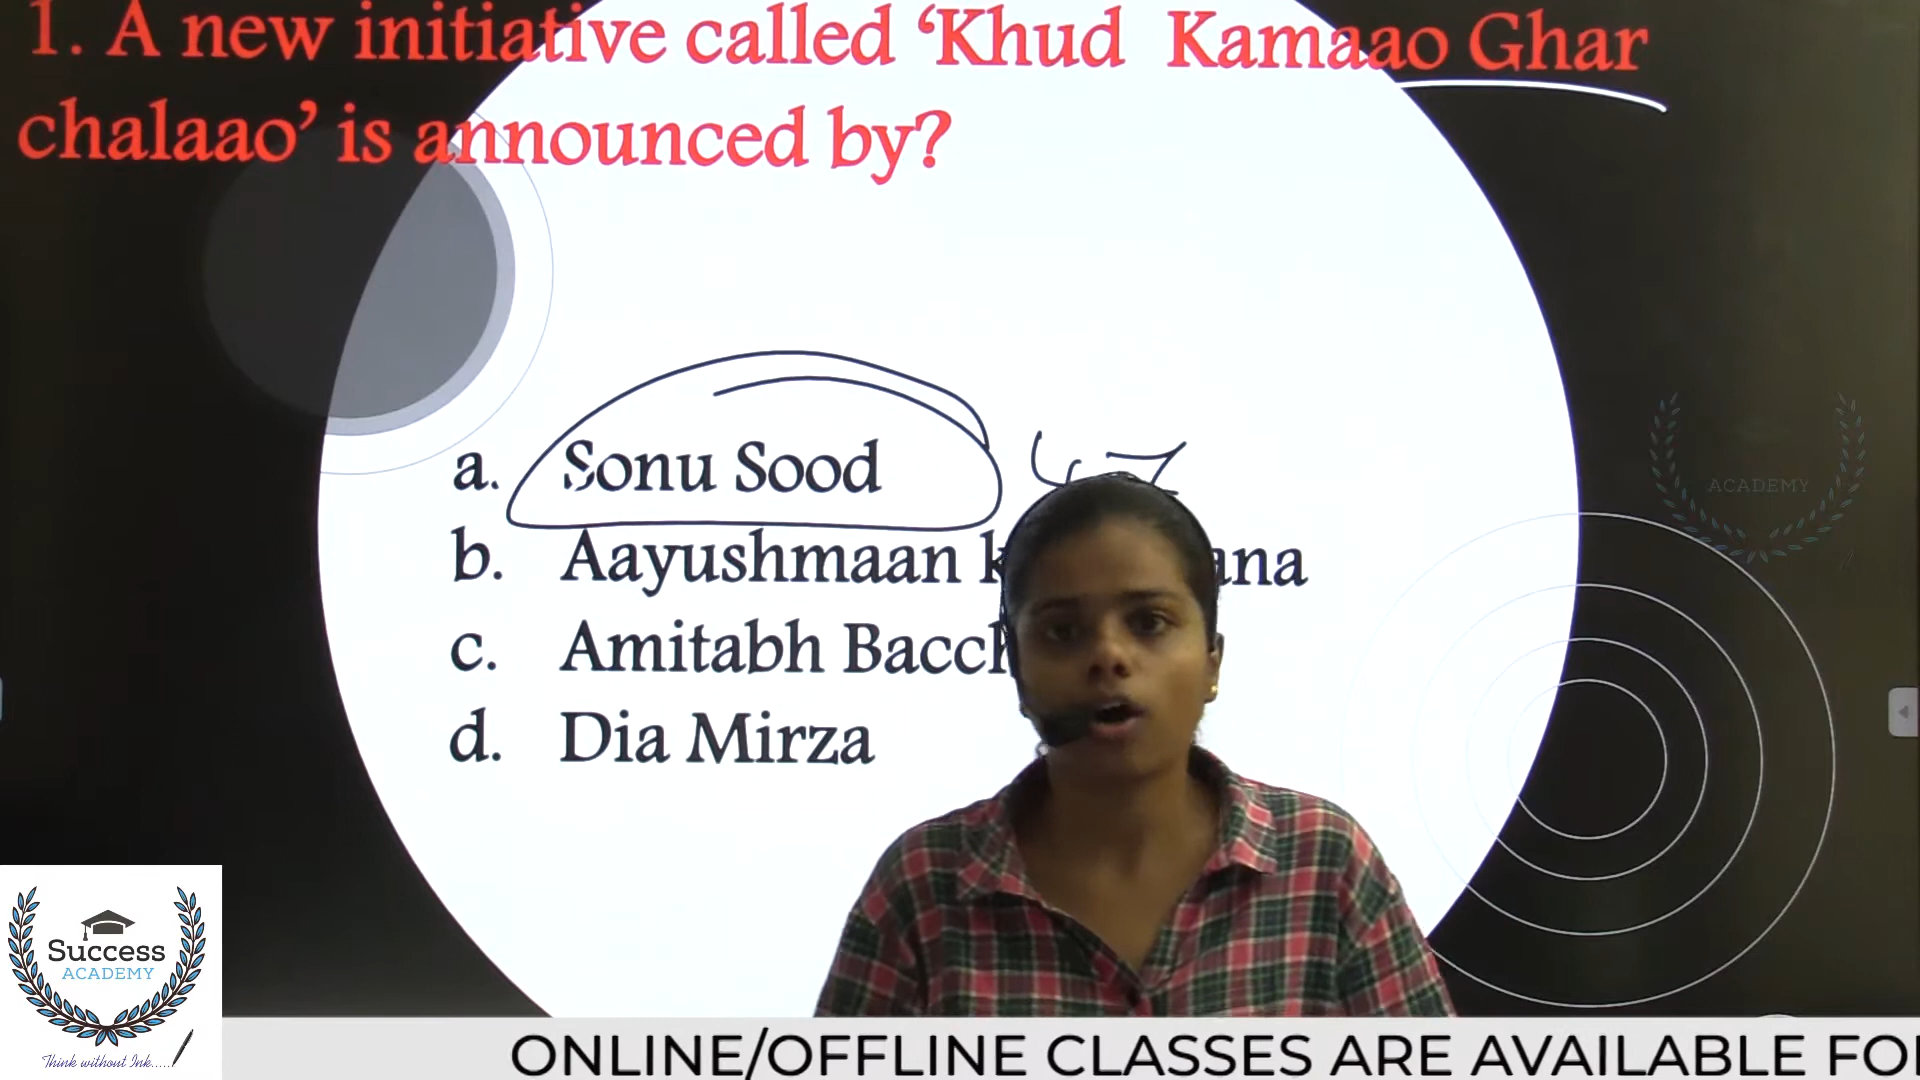 1. A new initiative called ‘Khud Kamaao Ghar
chalaao’ is announced by?
a. Sonu Sood
b. Aayushmaan
c. Amitabh
d. Dia Mirza
ACADEMY
Success
ACADEMY
Think without Ink.....
ONLINE/OFFLINE CLASSES ARE AVAILABLE